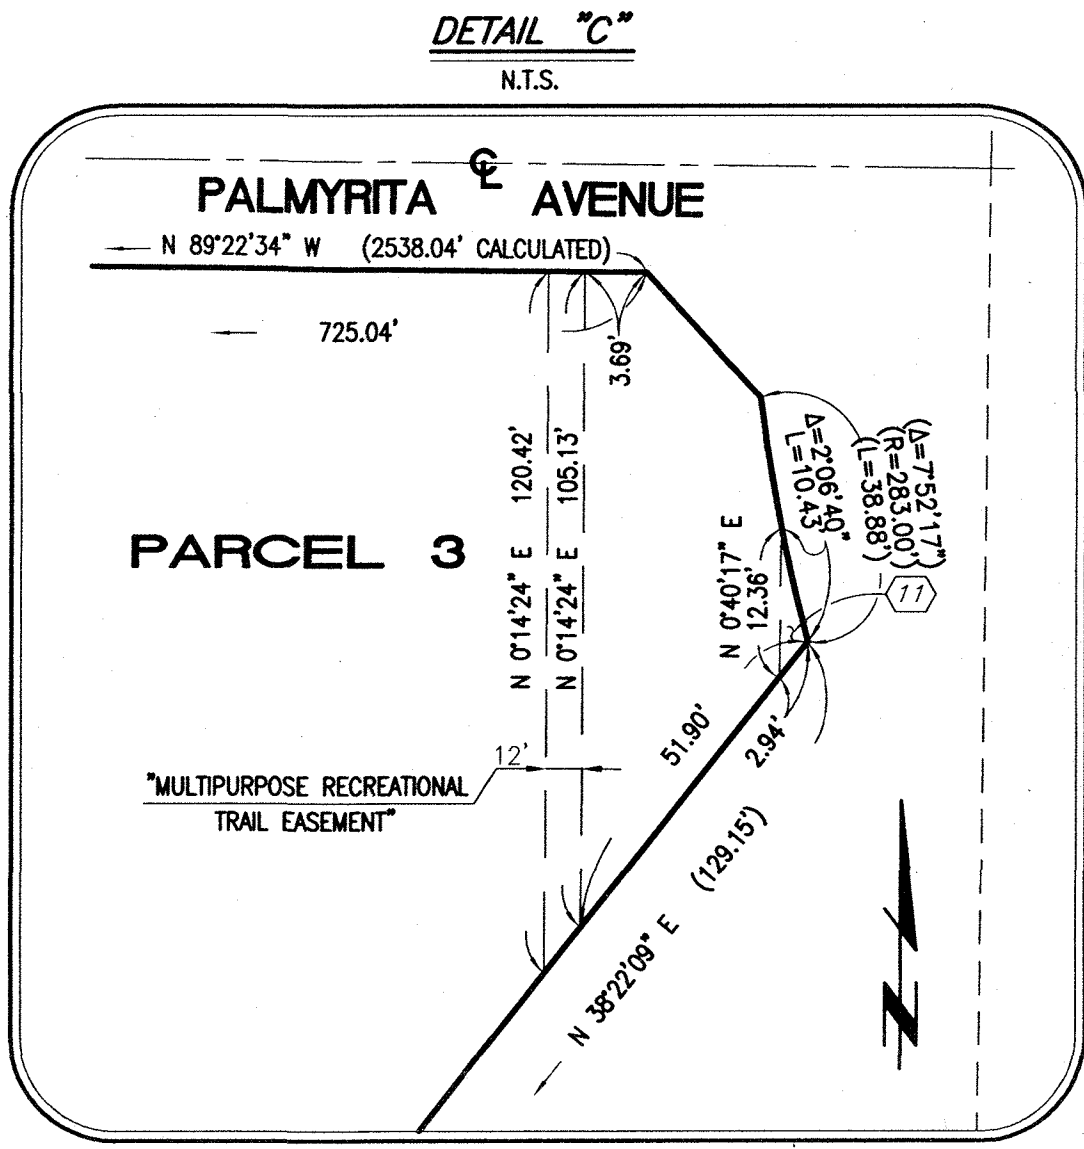 DETAIL "C"
N.T.S.
℄
PALMYRITA AVENUE
N 89°22'34" W (2538.04' CALCULATED)
725.04'
3.69'
N 0°14'24" E 120.42'
N 0°14'24" E 105.13'
PARCEL 3
Δ=2°06'40"
L=10.43'
(Δ=7°52'17")
(R=283.00')
(L=38.88')
N 0°40'17" E
12.36'
11
51.90'
2.94'
12'
"MULTIPURPOSE RECREATIONAL
TRAIL EASEMENT"
N 38°22'09" E (129.15')
N